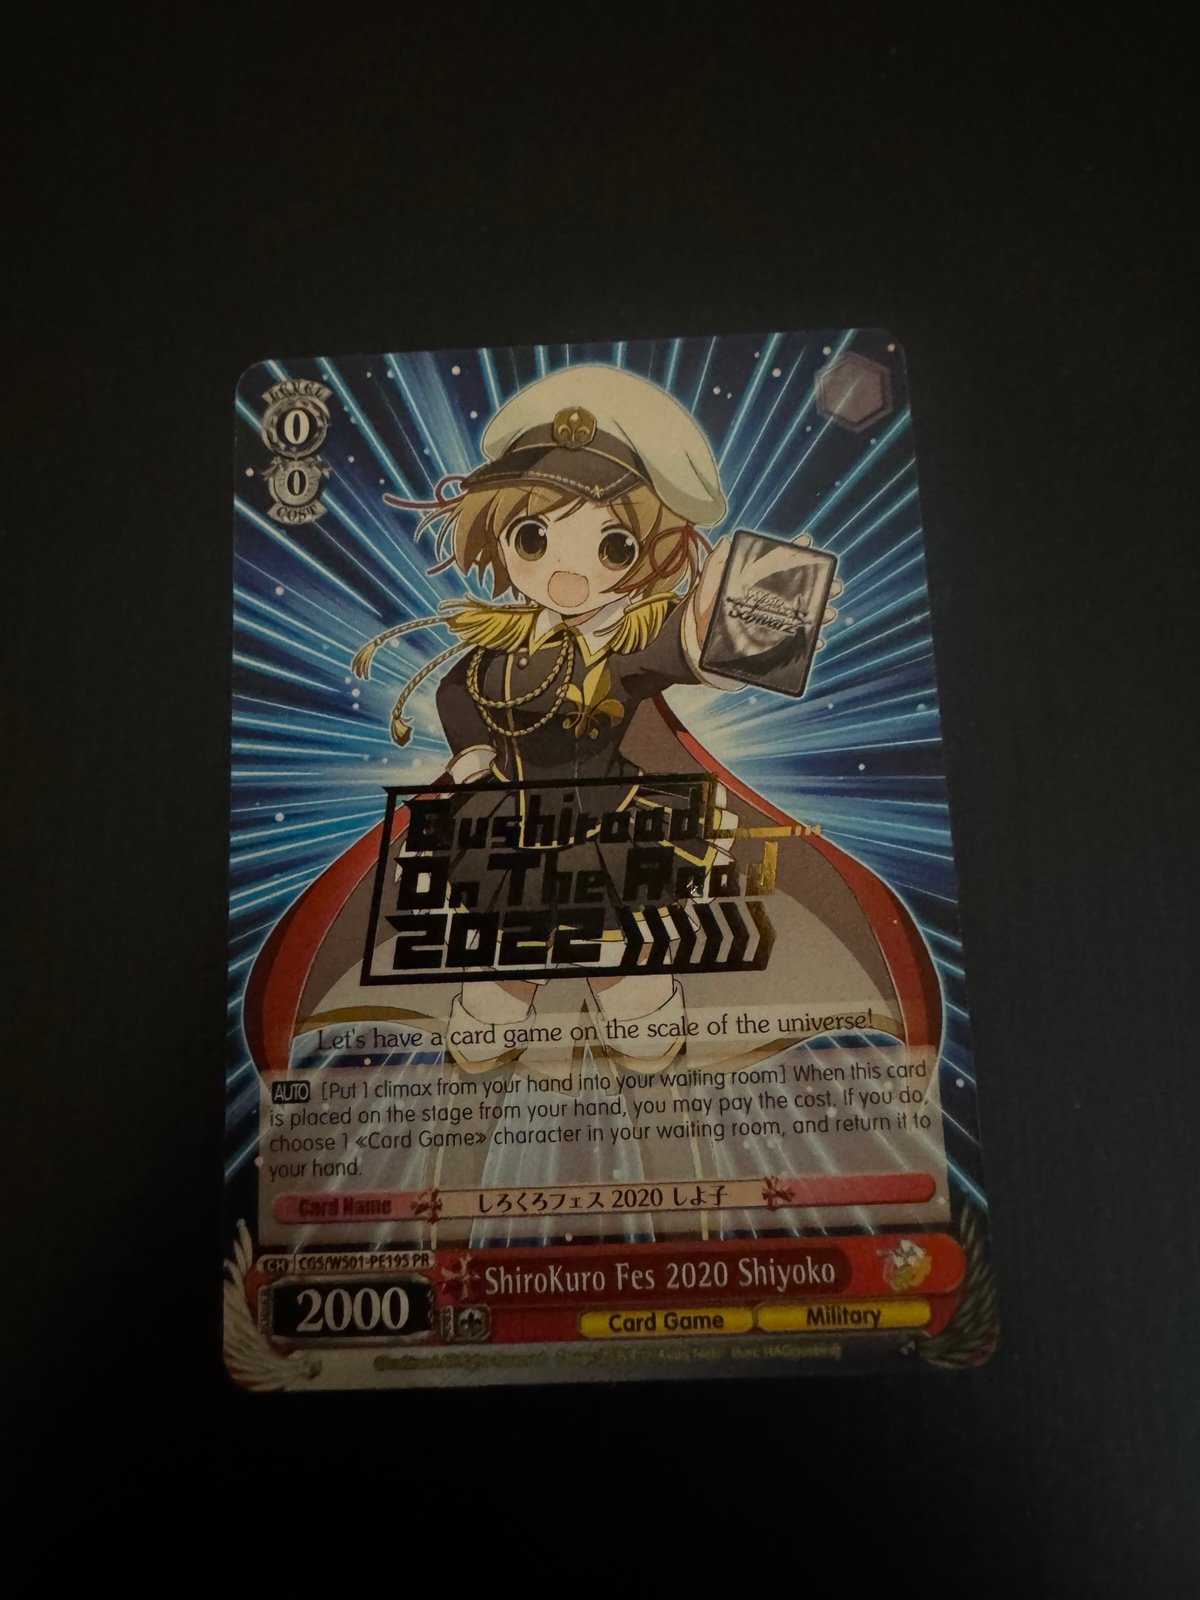 LEVEL
0
0
COST
Weiß
Schwarz
Bushiroad
On The Road
2022
Let's have a card game on the scale of the universe!
AUTO [Put 1 climax from your hand into your waiting room] When this card
is placed on the stage from your hand, you may pay the cost. If you do,
choose 1 «Card Game» character in your waiting room, and return it to
your hand.
Card Name しろくろフェス 2020 しよ子
CH CGS/WS01-PE195 PR
ShiroKuro Fes 2020 Shiyoko
2000
Card Game Military